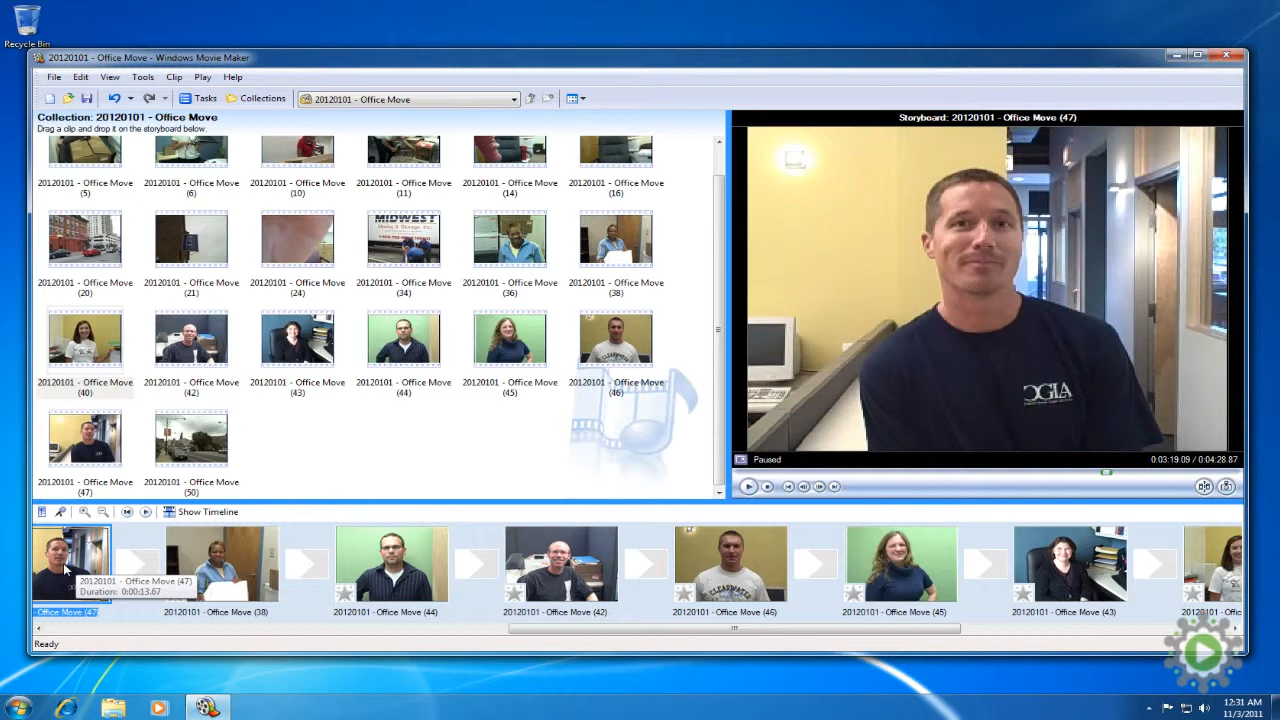 Recycle Bin
20120101 - Office Move - Windows Movie Maker
File Edit View Tools Clip Play Help
Tasks Collections 20120101 - Office Move
Collection: 20120101 - Office Move
Drag a clip and drop it on the storyboard below.
20120101 - Office Move (5)
20120101 - Office Move (6)
20120101 - Office Move (10)
20120101 - Office Move (11)
20120101 - Office Move (14)
20120101 - Office Move (16)
MIDWEST
20120101 - Office Move (20)
20120101 - Office Move (21)
20120101 - Office Move (24)
20120101 - Office Move (34)
20120101 - Office Move (36)
20120101 - Office Move (38)
20120101 - Office Move (40)
20120101 - Office Move (42)
20120101 - Office Move (43)
20120101 - Office Move (44)
20120101 - Office Move (45)
20120101 - Office Move (46)
20120101 - Office Move (47)
20120101 - Office Move (50)
Storyboard: 20120101 - Office Move (47)
OGIA
Paused 0:03:19.09 / 0:04:28.87
Show Timeline
CLEARWATER
20120101 - Office Move (47)
Duration: 0:00:13.67
- Office Move (47)
20120101 - Office Move (38)
20120101 - Office Move (44)
20120101 - Office Move (42)
20120101 - Office Move (46)
20120101 - Office Move (45)
20120101 - Office Move (43)
20120101 - Offic
Ready
12:31 AM
11/3/2011